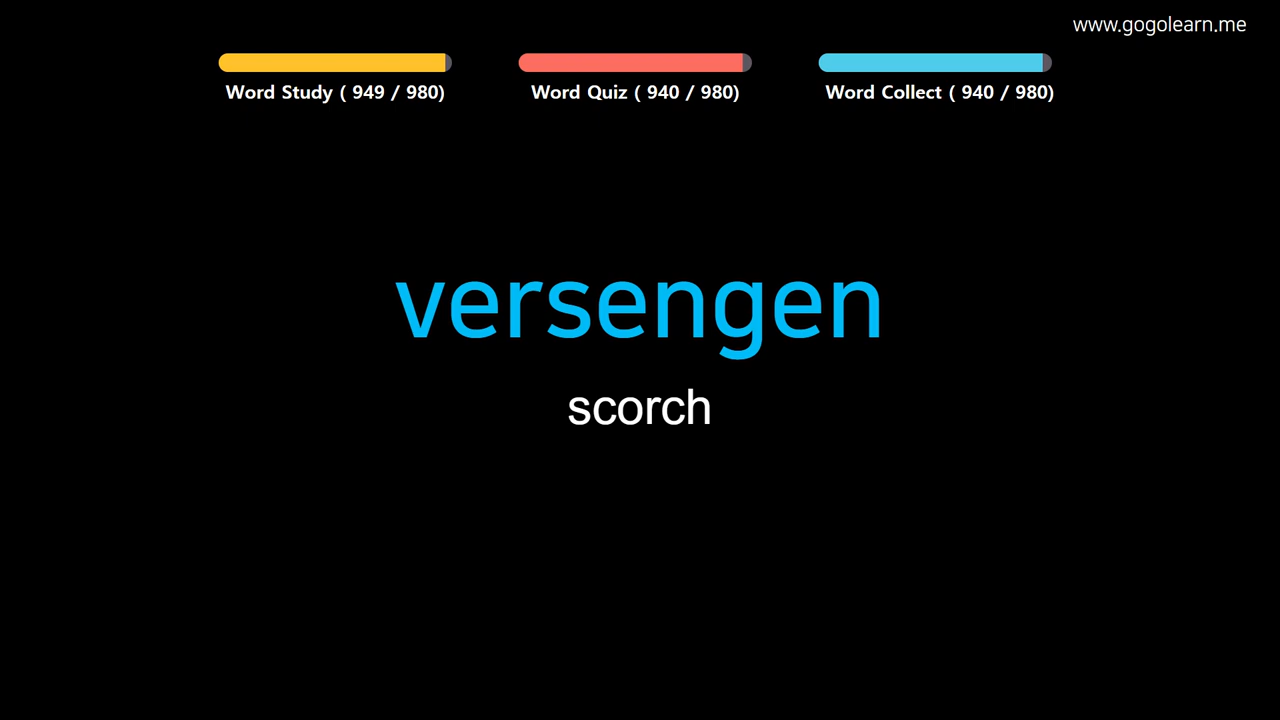 www.gogolearn.me
Word Study ( 949 / 980)
Word Quiz ( 940 / 980)
Word Collect ( 940 / 980)
versengen
scorch